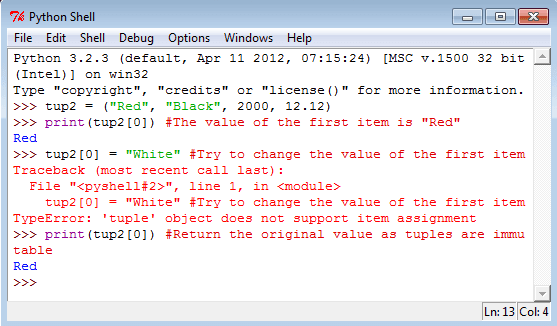 Python Shell
File Edit Shell Debug Options Windows Help
Python 3.2.3 (default, Apr 11 2012, 07:15:24) [MSC v.1500 32 bit
(Intel)] on win32
Type "copyright", "credits" or "license()" for more information.
>>> tup2 = ("Red", "Black", 2000, 12.12)
>>> print(tup2[0]) #The value of the first item is "Red"
Red
>>> tup2[0] = "White" #Try to change the value of the first item
Traceback (most recent call last):
  File "<pyshell#2>", line 1, in <module>
    tup2[0] = "White" #Try to change the value of the first item
TypeError: 'tuple' object does not support item assignment
>>> print(tup2[0]) #Return the original value as tuples are immu
table
Red
>>>
Ln: 13 Col: 4